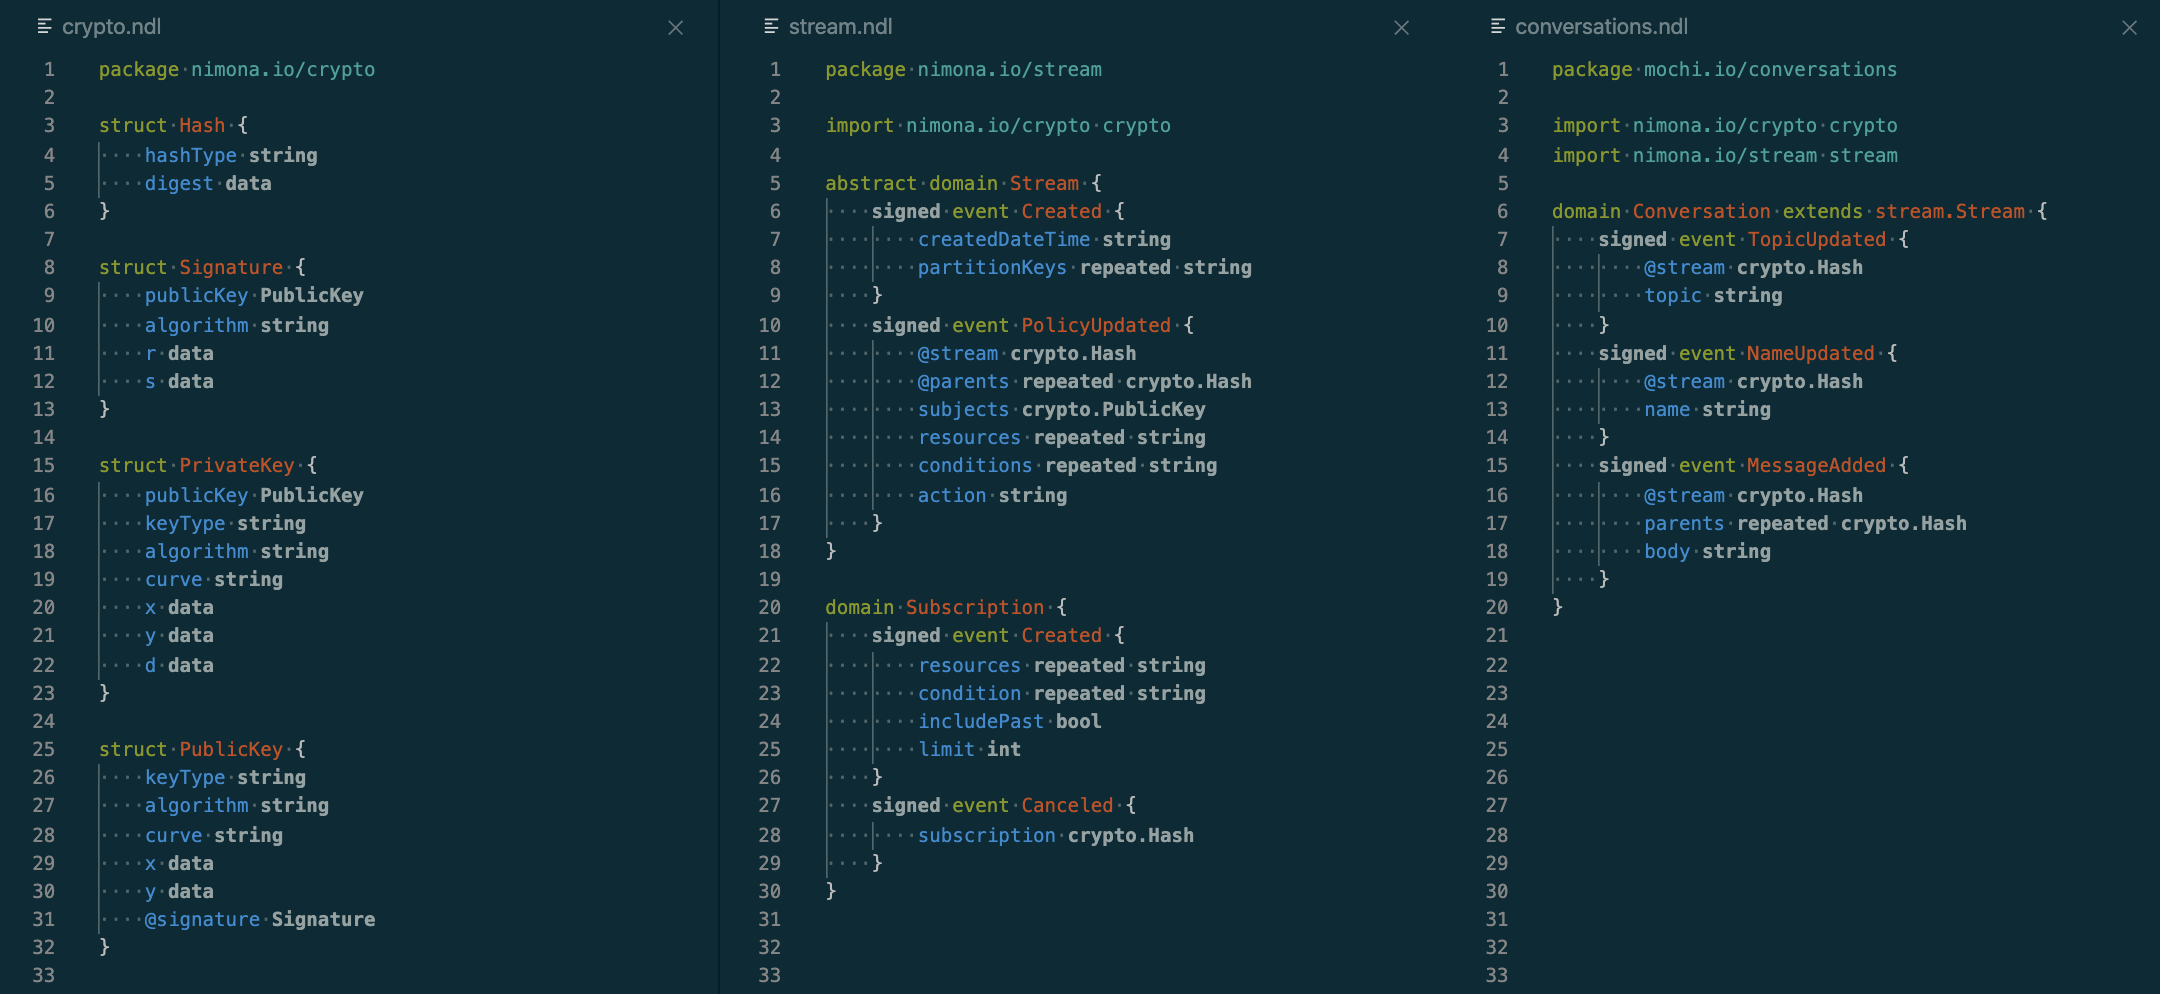 crypto.ndl
1 package nimona.io/crypto
2
3 struct Hash {
4     hashType string
5     digest data
6 }
7
8 struct Signature {
9     publicKey PublicKey
10     algorithm string
11     r data
12     s data
13 }
14
15 struct PrivateKey {
16     publicKey PublicKey
17     keyType string
18     algorithm string
19     curve string
20     x data
21     y data
22     d data
23 }
24
25 struct PublicKey {
26     keyType string
27     algorithm string
28     curve string
29     x data
30     y data
31     @signature Signature
32 }
33
stream.ndl
1 package nimona.io/stream
2
3 import nimona.io/crypto crypto
4
5 abstract domain Stream {
6     signed event Created {
7         createdDateTime string
8         partitionKeys repeated string
9     }
10     signed event PolicyUpdated {
11         @stream crypto.Hash
12         @parents repeated crypto.Hash
13         subjects crypto.PublicKey
14         resources repeated string
15         conditions repeated string
16         action string
17     }
18 }
19
20 domain Subscription {
21     signed event Created {
22         resources repeated string
23         condition repeated string
24         includePast bool
25         limit int
26     }
27     signed event Canceled {
28         subscription crypto.Hash
29     }
30 }
31
32
33
conversations.ndl
1 package mochi.io/conversations
2
3 import nimona.io/crypto crypto
4 import nimona.io/stream stream
5
6 domain Conversation extends stream.Stream {
7     signed event TopicUpdated {
8         @stream crypto.Hash
9         topic string
10     }
11     signed event NameUpdated {
12         @stream crypto.Hash
13         name string
14     }
15     signed event MessageAdded {
16         @stream crypto.Hash
17         parents repeated crypto.Hash
18         body string
19     }
20 }
21
22
23
24
25
26
27
28
29
30
31
32
33